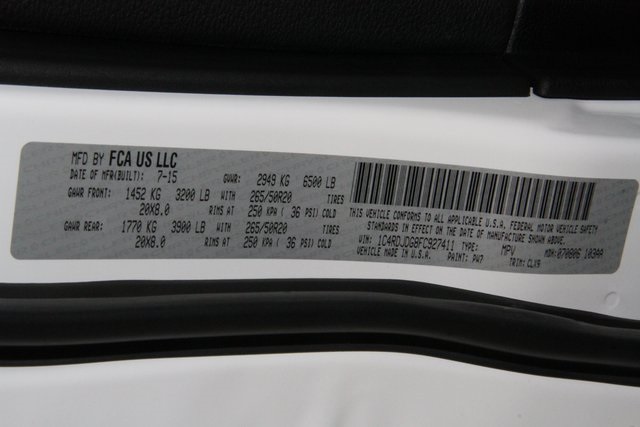 MFD BY FCA US LLC
DATE OF MFR(BUILT): 7-15 GVWR: 2949 KG 6500 LB
GAWR FRONT: 1452 KG 3200 LB WITH 265/50R20 TIRES
20X8.0 RIMS AT 250 KPA ( 36 PSI) COLD
GAWR REAR: 1770 KG 3900 LB WITH 265/50R20 TIRES
20X8.0 RIMS AT 250 KPA ( 36 PSI) COLD
THIS VEHICLE CONFORMS TO ALL APPLICABLE U.S.A. FEDERAL MOTOR VEHICLE SAFETY
STANDARDS IN EFFECT ON THE DATE OF MANUFACTURE SHOWN ABOVE.
VIN: 1C4RDJDG8FC927411 TYPE: MPV MDH: 070806 103AA
VEHICLE MADE IN U.S.A. PAINT: PW7 TRIM: CLX9